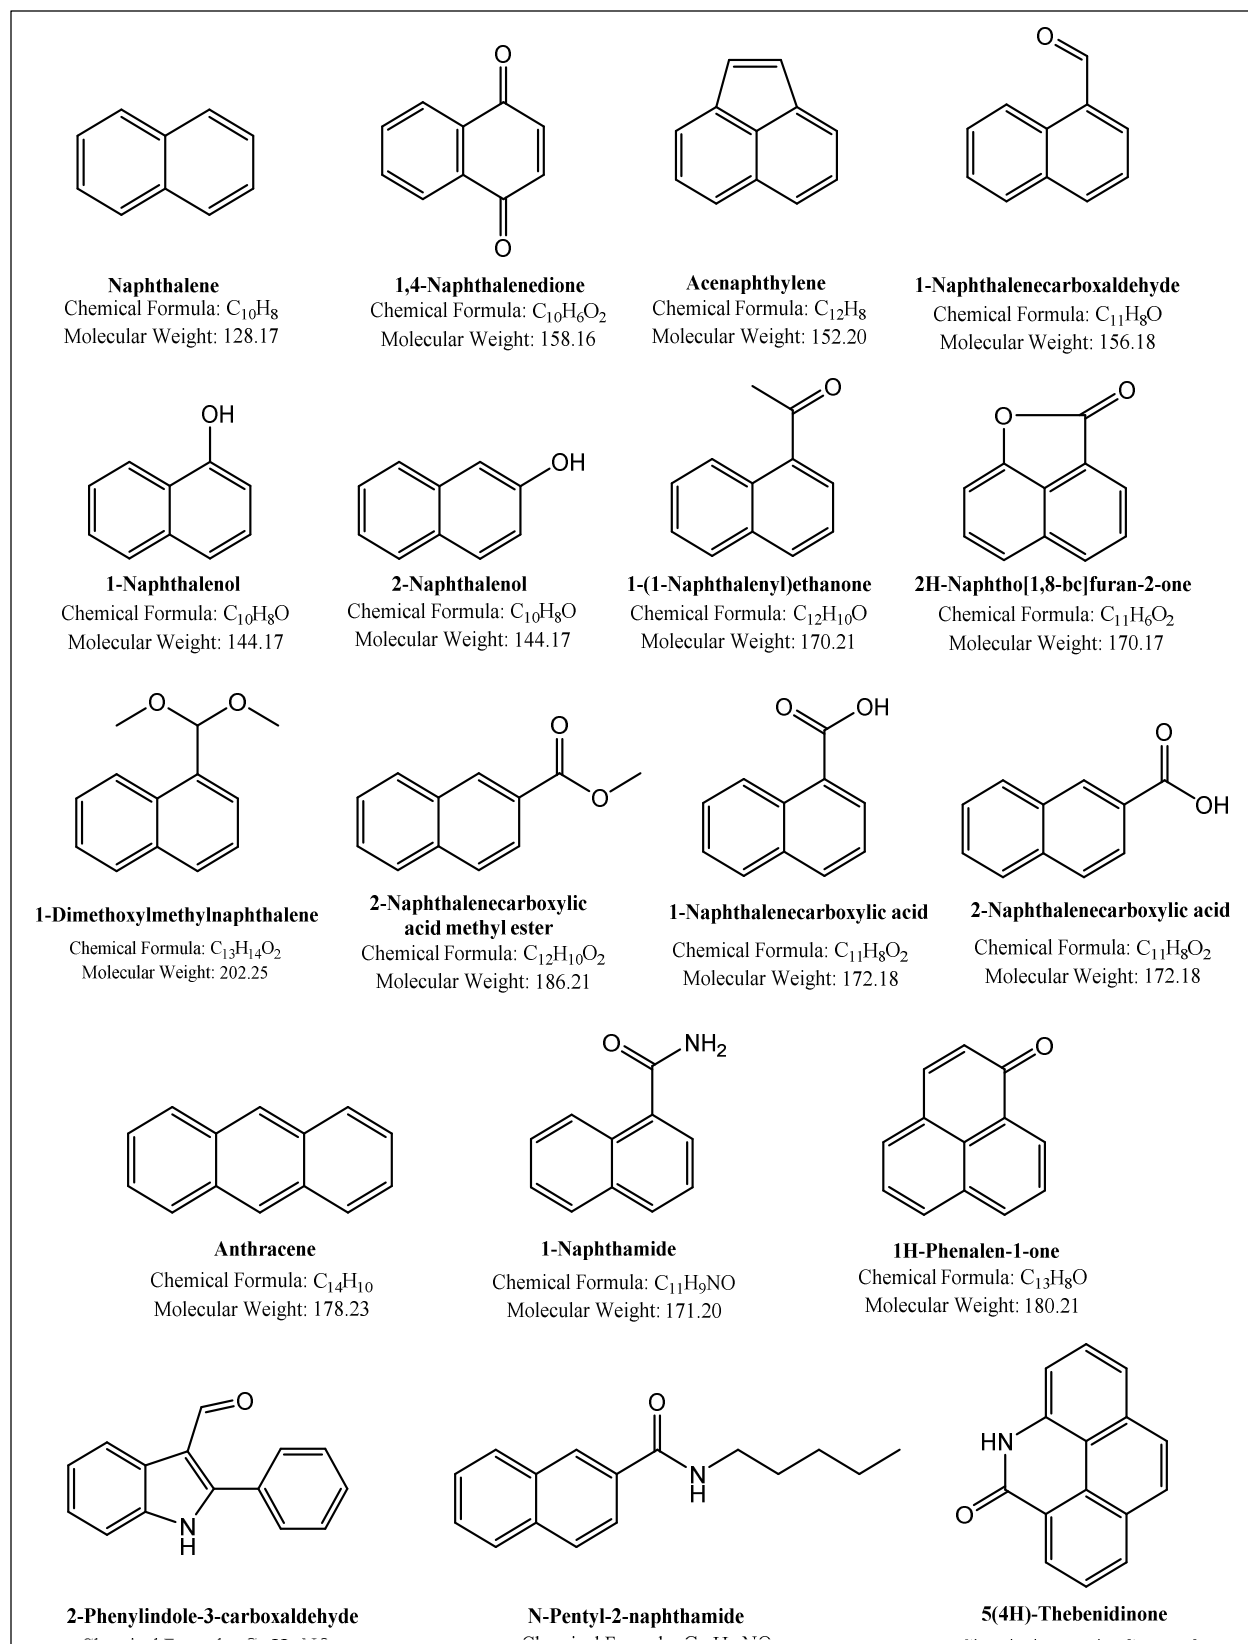 O
O
O
O
Naphthalene
Chemical Formula: C10H8
Molecular Weight: 128.17
1,4-Naphthalenedione
Chemical Formula: C10H6O2
Molecular Weight: 158.16
Acenaphthylene
Chemical Formula: C12H8
Molecular Weight: 152.20
1-Naphthalenecarboxaldehyde
Chemical Formula: C11H8O
Molecular Weight: 156.18
OH
OH
O
O
O
1-Naphthalenol
Chemical Formula: C10H8O
Molecular Weight: 144.17
2-Naphthalenol
Chemical Formula: C10H8O
Molecular Weight: 144.17
1-(1-Naphthalenyl)ethanone
Chemical Formula: C12H10O
Molecular Weight: 170.21
2H-Naphtho[1,8-bc]furan-2-one
Chemical Formula: C11H6O2
Molecular Weight: 170.17
O
O
O
O
O
OH
O
OH
1-Dimethoxylmethylnaphthalene
Chemical Formula: C13H14O2
Molecular Weight: 202.25
2-Naphthalenecarboxylic
acid methyl ester
Chemical Formula: C12H10O2
Molecular Weight: 186.21
1-Naphthalenecarboxylic acid
Chemical Formula: C11H8O2
Molecular Weight: 172.18
2-Naphthalenecarboxylic acid
Chemical Formula: C11H8O2
Molecular Weight: 172.18
O
NH2
O
Anthracene
Chemical Formula: C14H10
Molecular Weight: 178.23
1-Naphthamide
Chemical Formula: C11H9NO
Molecular Weight: 171.20
1H-Phenalen-1-one
Chemical Formula: C13H8O
Molecular Weight: 180.21
O
N
H
O
N
H
HN
O
2-Phenylindole-3-carboxaldehyde
N-Pentyl-2-naphthamide
5(4H)-Thebenidinone